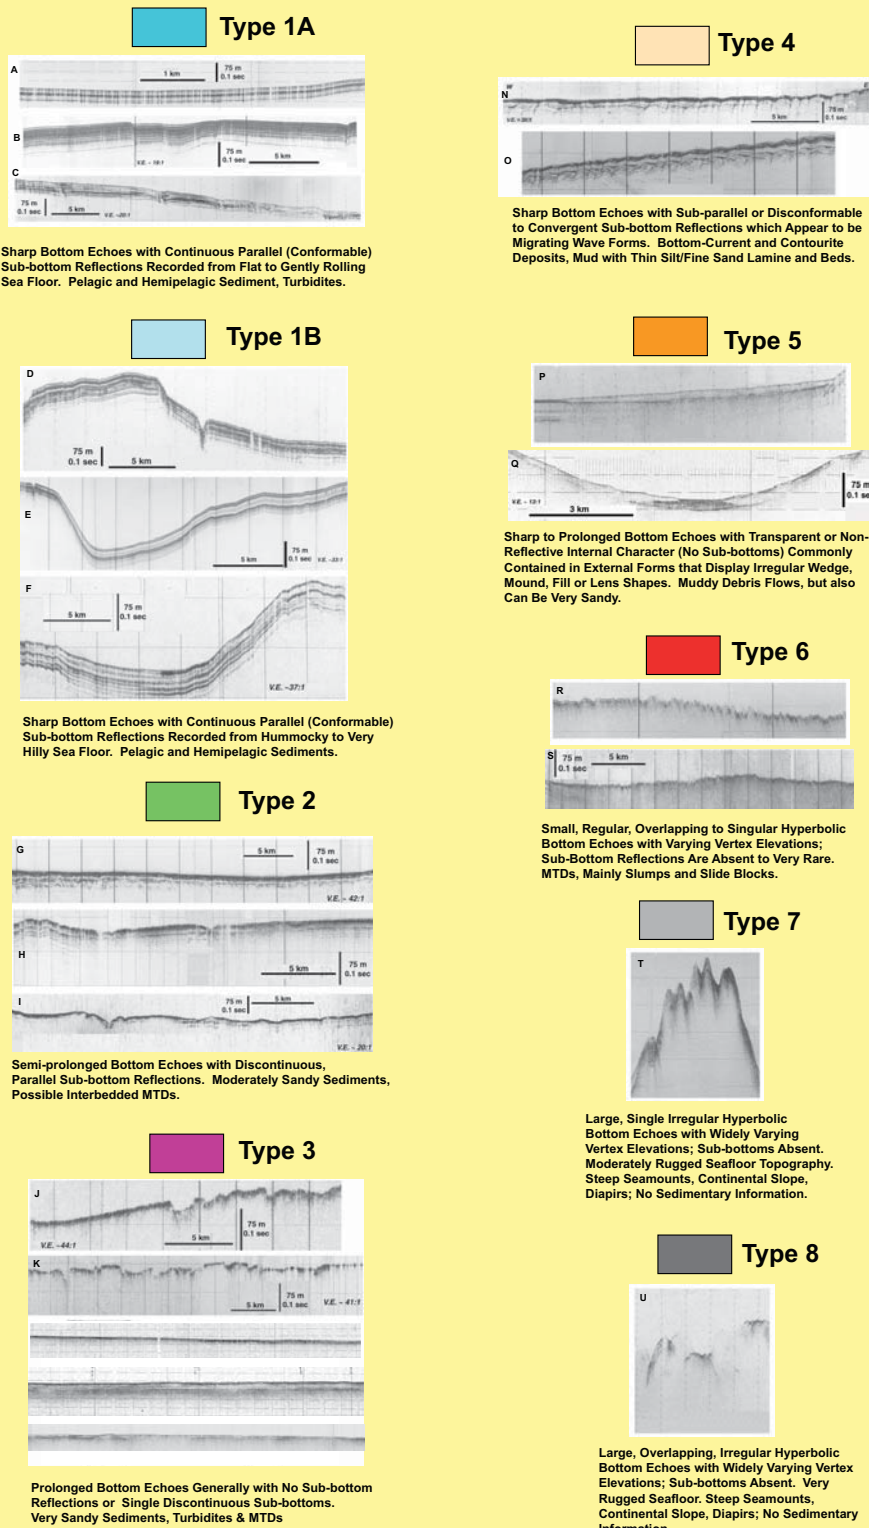 Type 1A
A
1 km
75 m
0.1 sec
B
V.E. ~ 18:1
75 m
0.1 sec
5 km
C
75 m
0.1 sec
5 km
Sharp Bottom Echoes with Continuous Parallel (Conformable)
Sub-bottom Reflections Recorded from Flat to Gently Rolling
Sea Floor. Pelagic and Hemipelagic Sediment, Turbidites.
Type 1B
D
75 m
0.1 sec
5 km
E
5 km
75 m
0.1 sec
F
5 km
75 m
0.1 sec
V.E. ~37:1
Sharp Bottom Echoes with Continuous Parallel (Conformable)
Sub-bottom Reflections Recorded from Hummocky to Very
Hilly Sea Floor. Pelagic and Hemipelagic Sediments.
Type 2
G
5 km
75 m
0.1 sec
V.E. ~ 42:1
H
5 km
75 m
0.1 sec
I
75 m
0.1 sec
5 km
V.E. ~ 20:1
Semi-prolonged Bottom Echoes with Discontinuous,
Parallel Sub-bottom Reflections. Moderately Sandy Sediments,
Possible Interbedded MTDs.
Type 3
J
75 m
0.1 sec
5 km
V.E. ~44:1
K
75 m
0.1 sec
5 km
V.E. ~ 41:1
Prolonged Bottom Echoes Generally with No Sub-bottom
Reflections or Single Discontinuous Sub-bottoms.
Very Sandy Sediments, Turbidites & MTDs
Type 4
W
E
N
5 km
75 m
0.1 sec
O
Sharp Bottom Echoes with Sub-parallel or Disconformable
to Convergent Sub-bottom Reflections which Appear to be
Migrating Wave Forms. Bottom-Current and Contourite
Deposits, Mud with Thin Silt/Fine Sand Lamine and Beds.
Type 5
P
Q
V.E. ~ 13:1
3 km
75 m
0.1 se
Sharp to Prolonged Bottom Echoes with Transparent or Non-
Reflective Internal Character (No Sub-bottoms) Commonly
Contained in External Forms that Display Irregular Wedge,
Mound, Fill or Lens Shapes. Muddy Debris Flows, but also
Can Be Very Sandy.
Type 6
R
S
75 m
0.1 sec
5 km
Small, Regular, Overlapping to Singular Hyperbolic
Bottom Echoes with Varying Vertex Elevations;
Sub-Bottom Reflections Are Absent to Very Rare.
MTDs, Mainly Slumps and Slide Blocks.
Type 7
T
Large, Single Irregular Hyperbolic
Bottom Echoes with Widely Varying
Vertex Elevations; Sub-bottoms Absent.
Moderately Rugged Seafloor Topography.
Steep Seamounts, Continental Slope,
Diapirs; No Sedimentary Information.
Type 8
U
Large, Overlapping, Irregular Hyperbolic
Bottom Echoes with Widely Varying Vertex
Elevations; Sub-bottoms Absent. Very
Rugged Seafloor. Steep Seamounts,
Continental Slope, Diapirs; No Sedimentary
Information